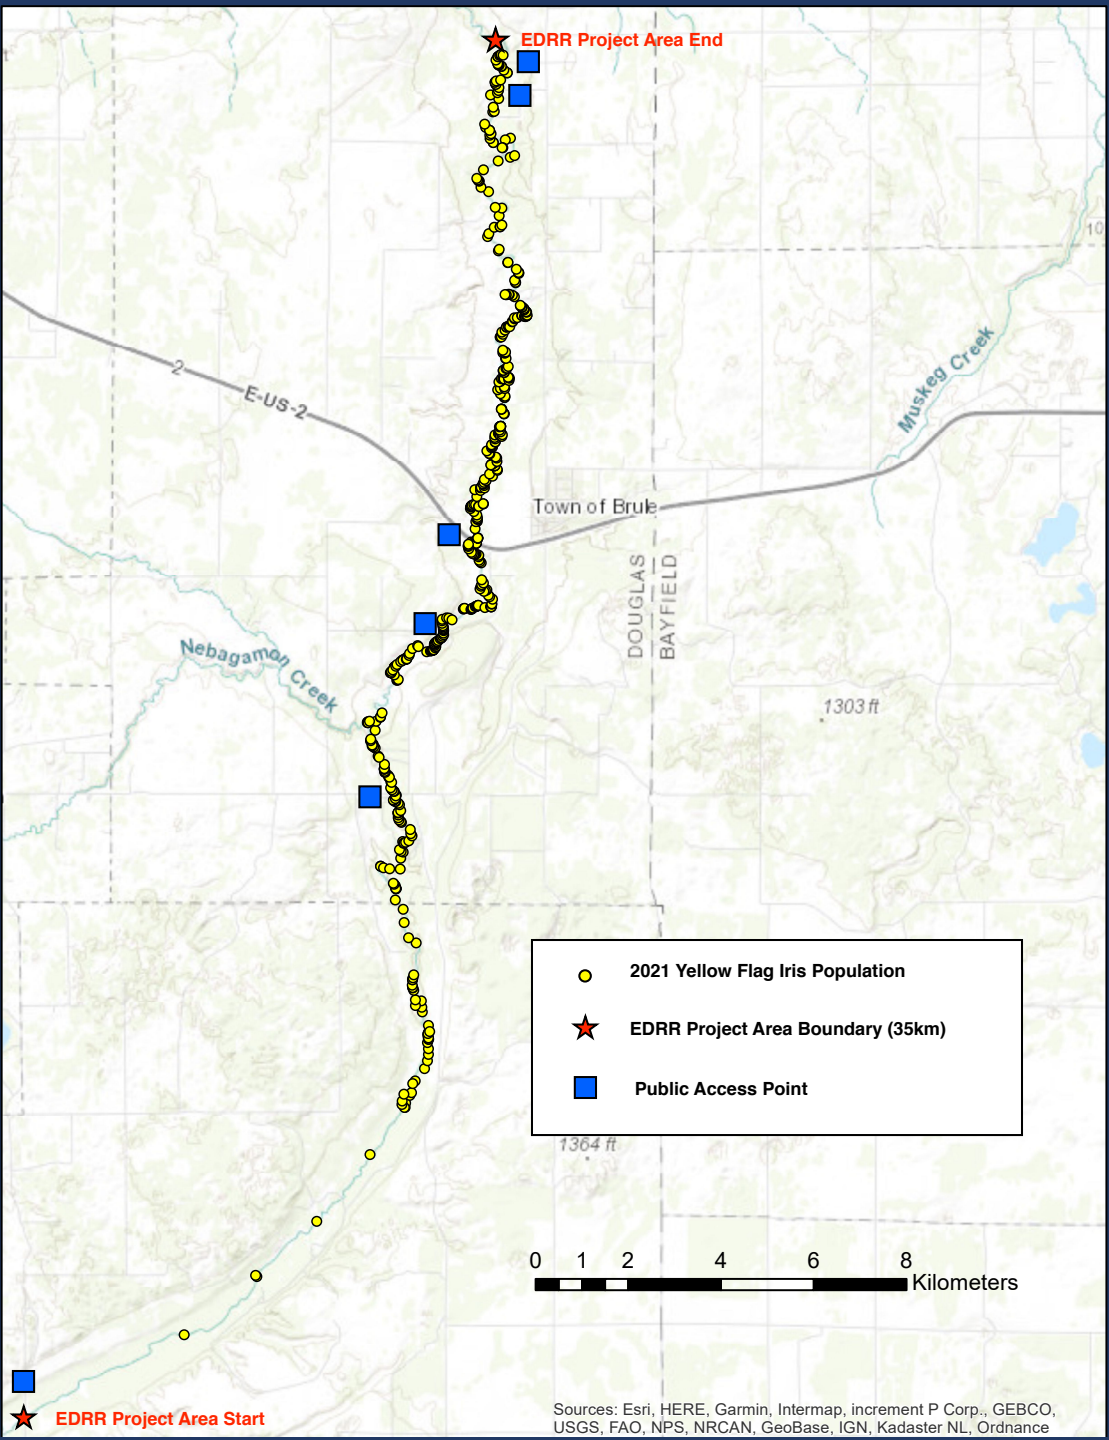 EDRR Project Area End
10
2
E-US-2
Muskeg Creek
Town of Brule
DOUGLAS
BAYFIELD
Nebagamon Creek
1303 ft
2021 Yellow Flag Iris Population
EDRR Project Area Boundary (35km)
Public Access Point
1364 ft
0 1 2 4 6 8
Kilometers
EDRR Project Area Start
Sources: Esri, HERE, Garmin, Intermap, increment P Corp., GEBCO,
USGS, FAO, NPS, NRCAN, GeoBase, IGN, Kadaster NL, Ordnance